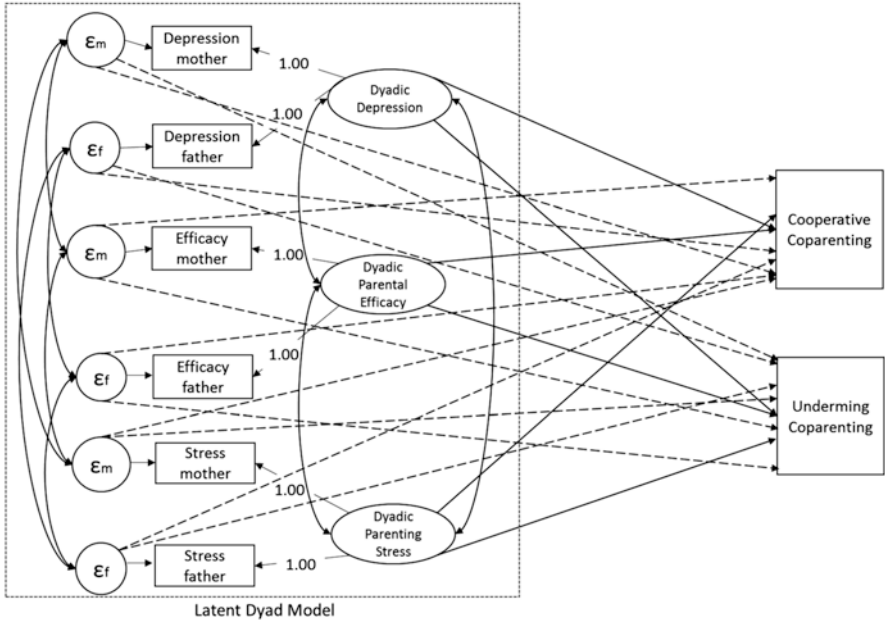 εm
Depression
mother
1.00
Dyadic
Depression
εf
Depression
father
1.00
εm
Efficacy
mother
1.00
Dyadic
Parental
Efficacy
Cooperative
Coparenting
εf
Efficacy
father
1.00
εm
Stress
mother
1.00
Underming
Coparenting
εf
Stress
father
1.00
Dyadic
Parenting
Stress
Latent Dyad Model